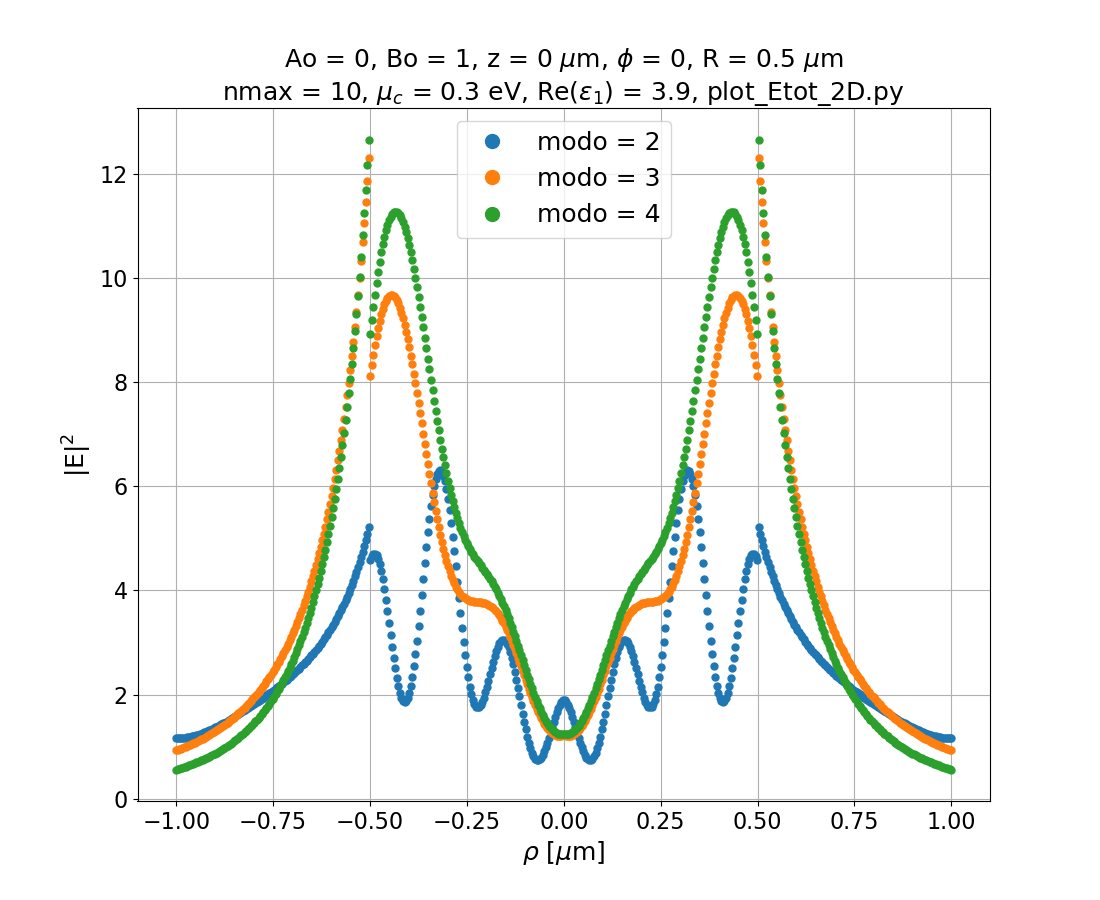 Ao = 0, Bo = 1, z = 0 μm, ϕ = 0, R = 0.5 μm
nmax = 10, μ_c = 0.3 eV, Re(ε₁) = 3.9, plot_Etot_2D.py
modo = 2
modo = 3
modo = 4
|E|²
12
10
8
6
4
2
0
−1.00 −0.75 −0.50 −0.25 0.00 0.25 0.50 0.75 1.00
ρ [μm]